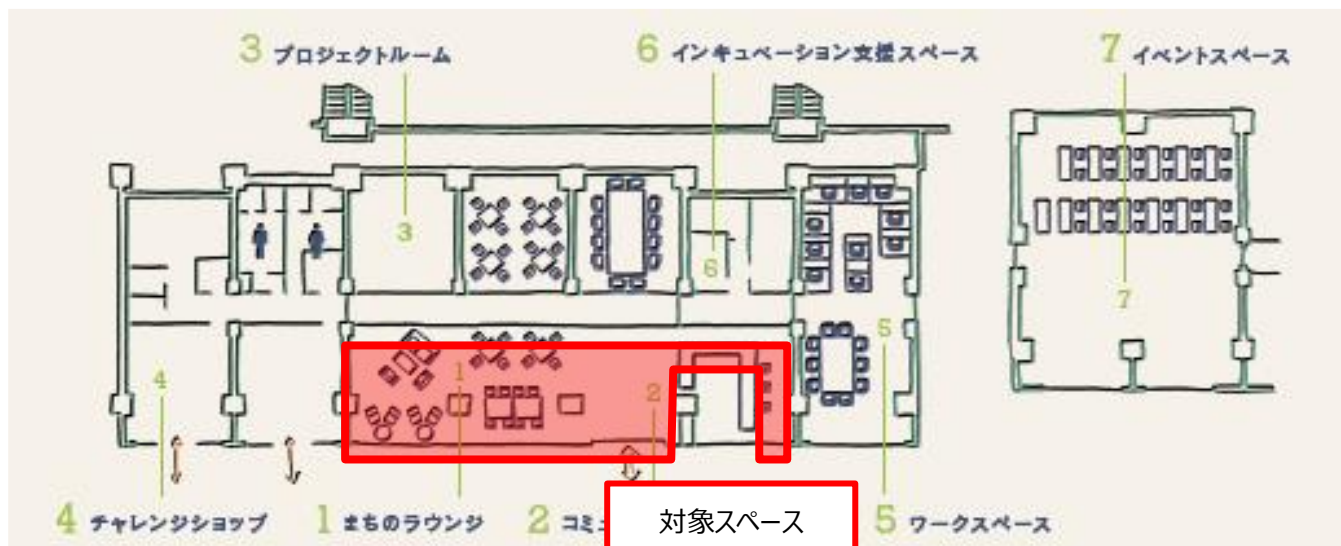 3 プロジェクトルーム
6 インキュベーション支援スペース
7 イベントスペース
3
6
5
7
4
1
2
4 チャレンジショップ
1 まちのラウンジ
2 コミュ
対象スペース
5 ワークスペース